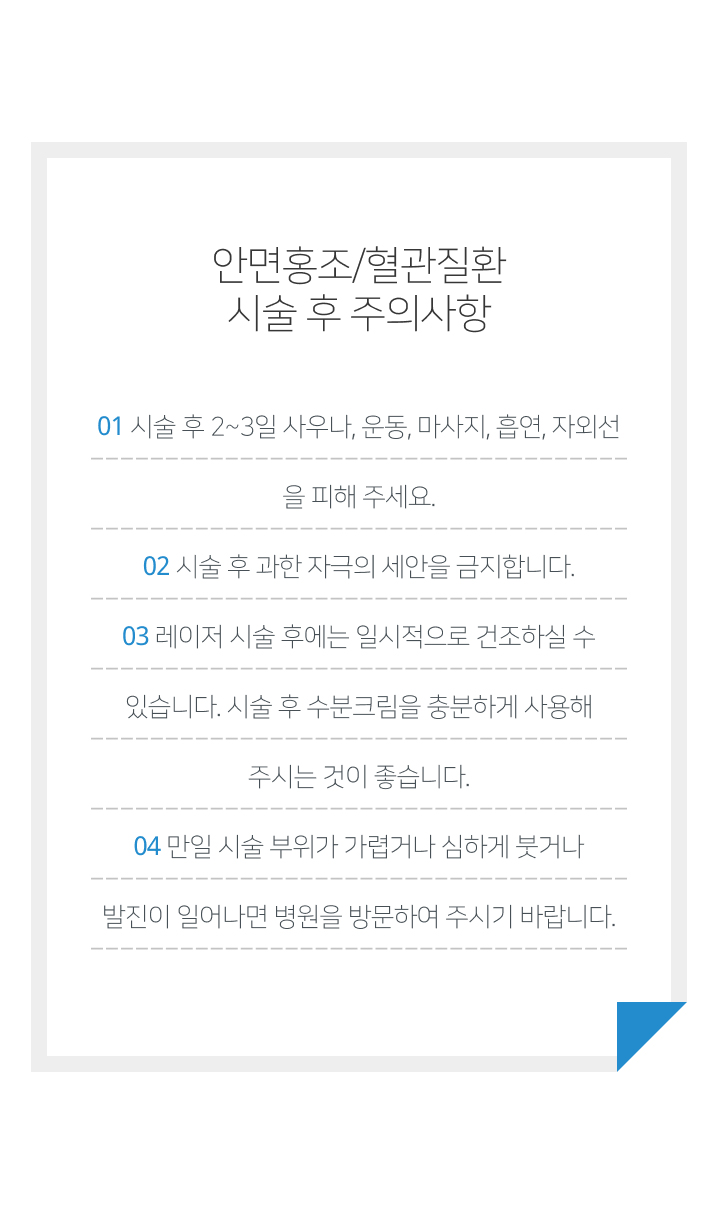 안면홍조/혈관질환
시술 후 주의사항
01 시술 후 2~3일 사우나, 운동, 마사지, 흡연, 자외선
을 피해 주세요.
02 시술 후 과한 자극의 세안을 금지합니다.
03 레이저 시술 후에는 일시적으로 건조하실 수
있습니다. 시술 후 수분크림을 충분하게 사용해
주시는 것이 좋습니다.
04 만일 시술 부위가 가렵거나 심하게 붓거나
발진이 일어나면 병원을 방문하여 주시기 바랍니다.